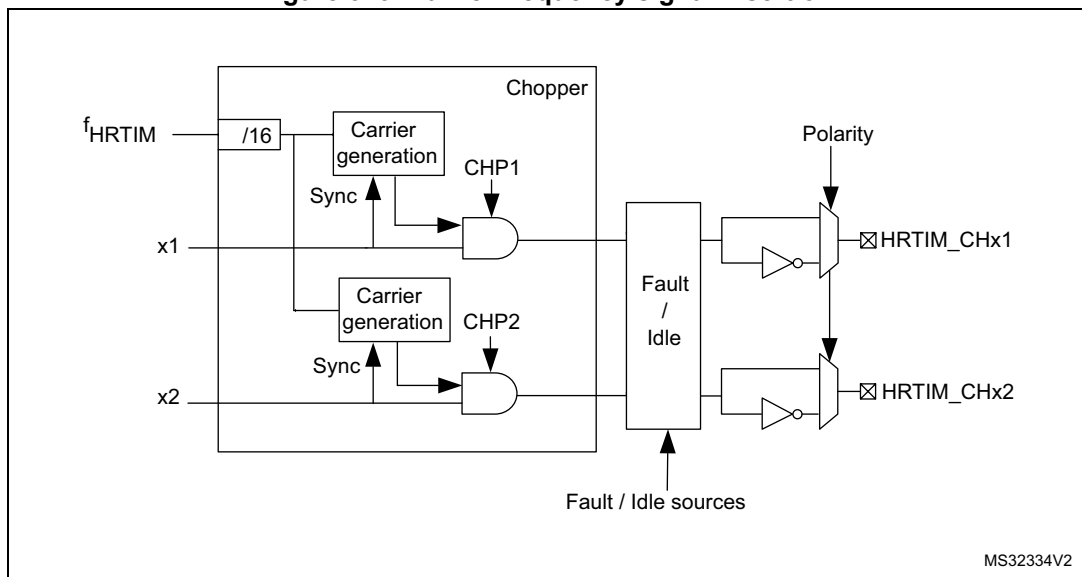 Chopper
fHRTIM
/16
Carrier
generation
Polarity
CHP1
Sync
x1
HRTIM_CHx1
Fault
/
Idle
Carrier
generation
CHP2
Sync
x2
HRTIM_CHx2
Fault / Idle sources
MS32334V2